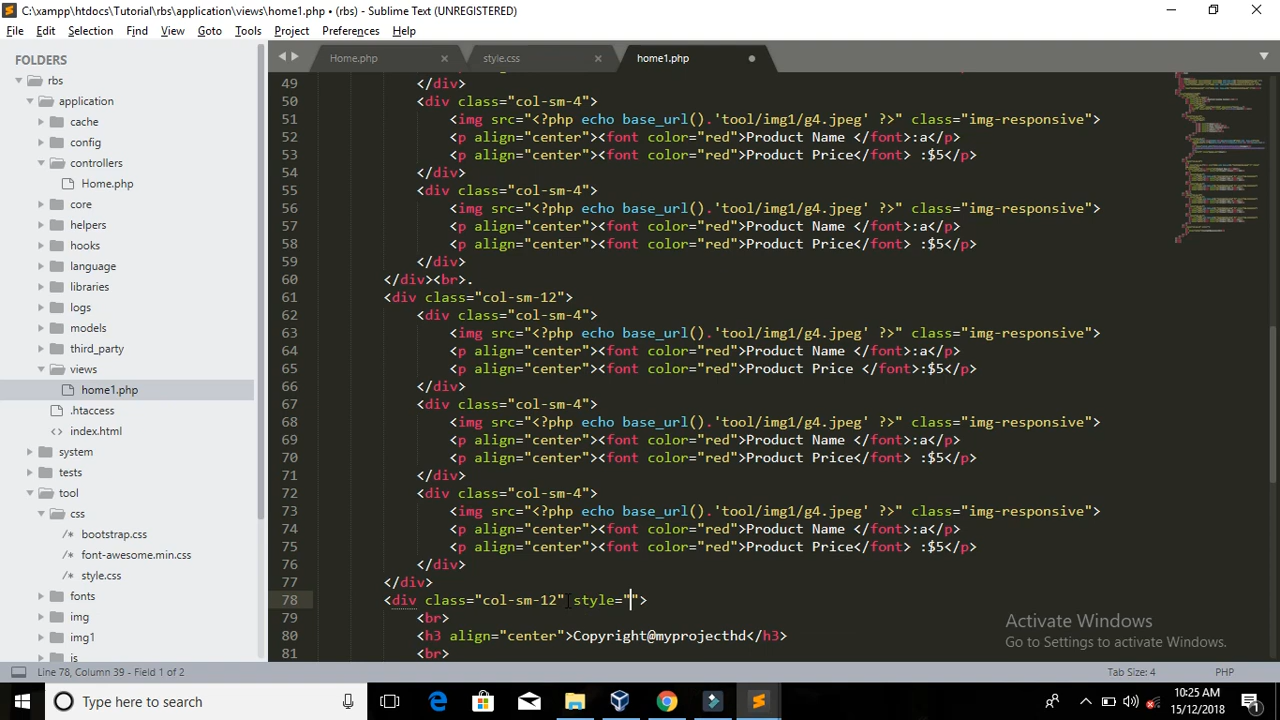 C:\xampp\htdocs\Tutorial\rbs\application\views\home1.php • (rbs) - Sublime Text (UNREGISTERED)
File Edit Selection Find View Goto Tools Project Preferences Help
FOLDERS
rbs
application
cache
config
controllers
Home.php
core
helpers
hooks
language
libraries
logs
models
third_party
views
home1.php
.htaccess
index.html
system
tests
tool
css
bootstrap.css
font-awesome.min.css
style.css
fonts
img
img1
js
Home.php style.css home1.php
49 </div>
50 <div class="col-sm-4">
51 <img src="<?php echo base_url().'tool/img1/g4.jpeg' ?>" class="img-responsive">
52 <p align="center"><font color="red">Product Name </font>:a</p>
53 <p align="center"><font color="red">Product Price</font> :$5</p>
54 </div>
55 <div class="col-sm-4">
56 <img src="<?php echo base_url().'tool/img1/g4.jpeg' ?>" class="img-responsive">
57 <p align="center"><font color="red">Product Name </font>:a</p>
58 <p align="center"><font color="red">Product Price</font> :$5</p>
59 </div>
60 </div><br>.
61 <div class="col-sm-12">
62 <div class="col-sm-4">
63 <img src="<?php echo base_url().'tool/img1/g4.jpeg' ?>" class="img-responsive">
64 <p align="center"><font color="red">Product Name </font>:a</p>
65 <p align="center"><font color="red">Product Price </font>:$5</p>
66 </div>
67 <div class="col-sm-4">
68 <img src="<?php echo base_url().'tool/img1/g4.jpeg' ?>" class="img-responsive">
69 <p align="center"><font color="red">Product Name </font>:a</p>
70 <p align="center"><font color="red">Product Price</font> :$5</p>
71 </div>
72 <div class="col-sm-4">
73 <img src="<?php echo base_url().'tool/img1/g4.jpeg' ?>" class="img-responsive">
74 <p align="center"><font color="red">Product Name </font>:a</p>
75 <p align="center"><font color="red">Product Price</font> :$5</p>
76 </div>
77 </div>
78 <div class="col-sm-12" style="">
79 <br>
80 <h3 align="center">Copyright@myprojecthd</h3>
81 <br>
Activate Windows
Go to Settings to activate Windows.
Line 78, Column 39 - Field 1 of 2 Tab Size: 4 PHP
Type here to search
10:25 AM
15/12/2018
1